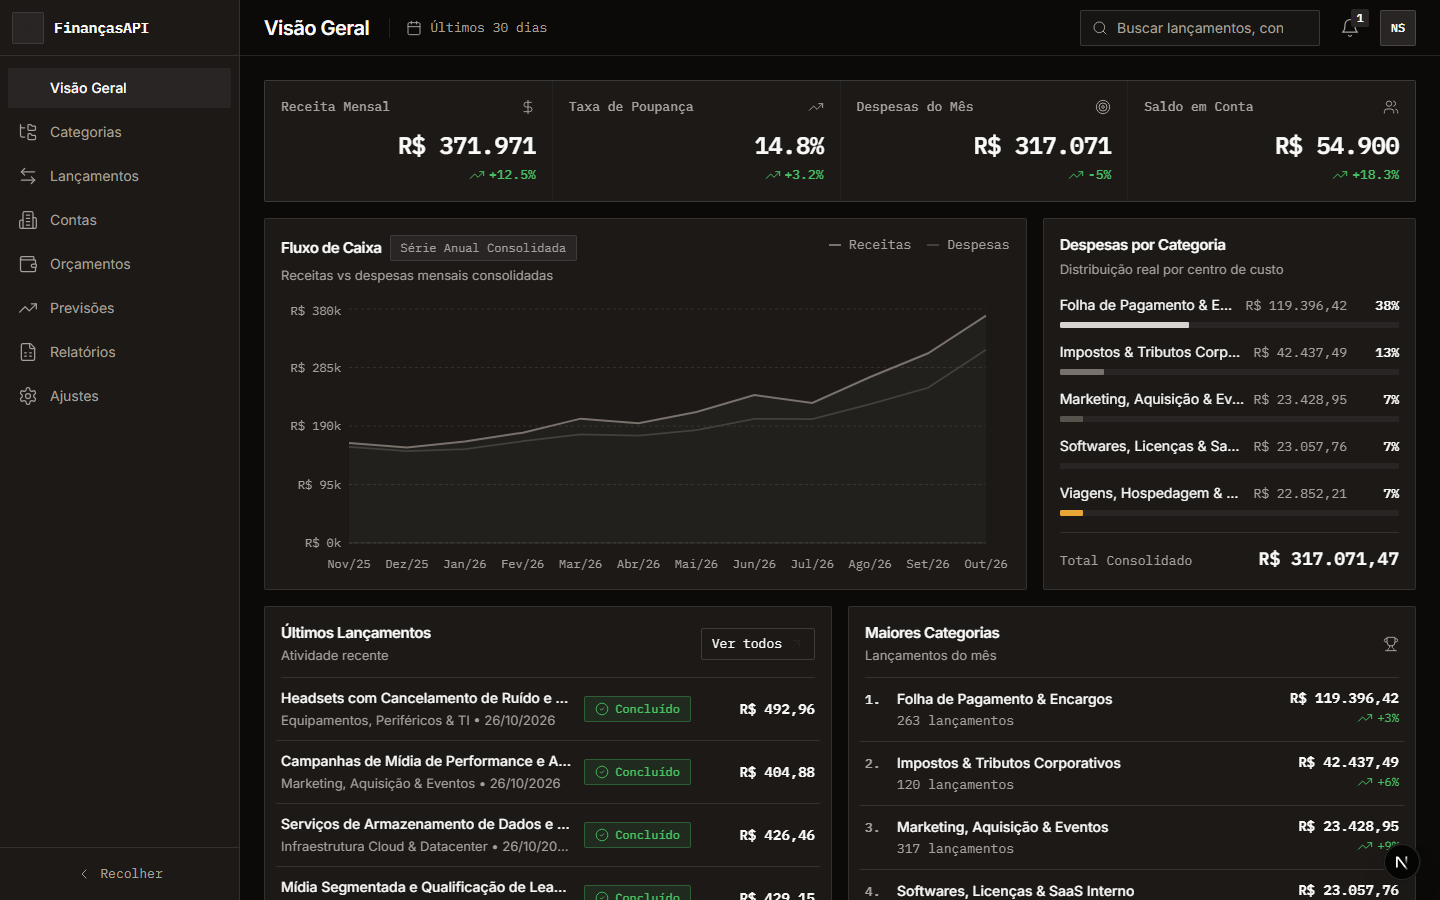 FinançasAPI
Visão Geral
Categorias
Lançamentos
Contas
Orçamentos
Previsões
Relatórios
Ajustes
Recolher
Visão Geral
Últimos 30 dias
Buscar lançamentos, con
1
NS
Receita Mensal
R$ 371.971
+12.5%
Taxa de Poupança
14.8%
+3.2%
Despesas do Mês
R$ 317.071
-5%
Saldo em Conta
R$ 54.900
+18.3%
Fluxo de Caixa
Série Anual Consolidada
Receitas vs despesas mensais consolidadas
Receitas
Despesas
R$ 380k
R$ 285k
R$ 190k
R$ 95k
R$ 0k
Nov/25 Dez/25 Jan/26 Fev/26 Mar/26 Abr/26 Mai/26 Jun/26 Jul/26 Ago/26 Set/26 Out/26
Despesas por Categoria
Distribuição real por centro de custo
Folha de Pagamento & E... R$ 119.396,42 38%
Impostos & Tributos Corp... R$ 42.437,49 13%
Marketing, Aquisição & Ev... R$ 23.428,95 7%
Softwares, Licenças & Sa... R$ 23.057,76 7%
Viagens, Hospedagem & ... R$ 22.852,21 7%
Total Consolidado R$ 317.071,47
Últimos Lançamentos
Atividade recente
Ver todos
Headsets com Cancelamento de Ruído e ...
Equipamentos, Periféricos & TI • 26/10/2026
Concluído
R$ 492,96
Campanhas de Mídia de Performance e A...
Marketing, Aquisição & Eventos • 26/10/2026
Concluído
R$ 404,88
Serviços de Armazenamento de Dados e ...
Infraestrutura Cloud & Datacenter • 26/10/20...
Concluído
R$ 426,46
Mídia Segmentada e Qualificação de Lea...
Concluído
R$ 429,15
Maiores Categorias
Lançamentos do mês
1. Folha de Pagamento & Encargos
263 lançamentos
R$ 119.396,42
+3%
2. Impostos & Tributos Corporativos
120 lançamentos
R$ 42.437,49
+6%
3. Marketing, Aquisição & Eventos
317 lançamentos
R$ 23.428,95
+9%
4. Softwares, Licenças & SaaS Interno
R$ 23.057,76
N